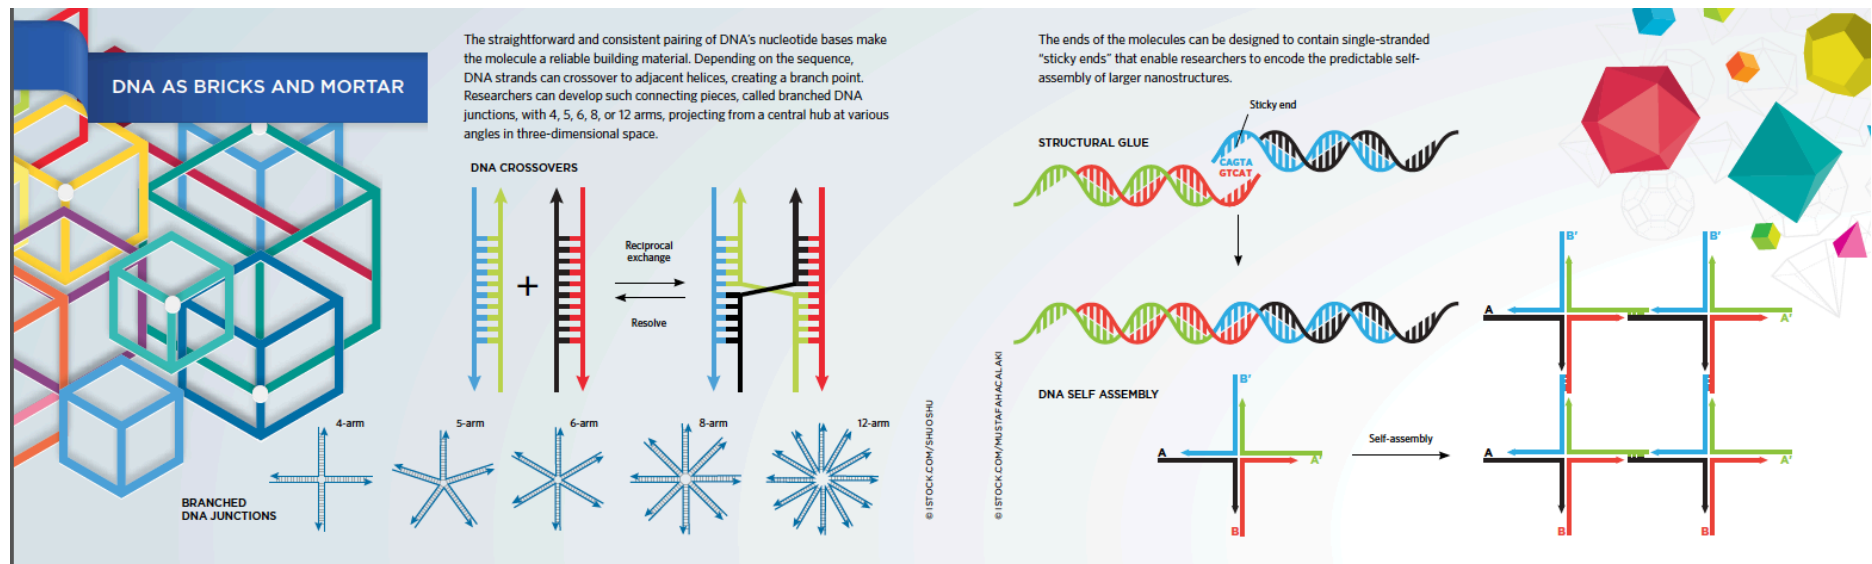 DNA AS BRICKS AND MORTAR
The straightforward and consistent pairing of DNA's nucleotide bases make
the molecule a reliable building material. Depending on the sequence,
DNA strands can crossover to adjacent helices, creating a branch point.
Researchers can develop such connecting pieces, called branched DNA
junctions, with 4, 5, 6, 8, or 12 arms, projecting from a central hub at various
angles in three-dimensional space.
DNA CROSSOVERS
+
Reciprocal
exchange
Resolve
4-arm
5-arm
6-arm
8-arm
12-arm
BRANCHED
DNA JUNCTIONS
© ISTOCK.COM/SHUOSHU
The ends of the molecules can be designed to contain single-stranded
“sticky ends” that enable researchers to encode the predictable self-
assembly of larger nanostructures.
Sticky end
STRUCTURAL GLUE
CAGTA
GTCAT
© ISTOCK.COM/MUSTAFAHACALAKI
DNA SELF ASSEMBLY
B'
A
A'
B
Self-assembly
B'
B'
A
A'
A
A'
B
B